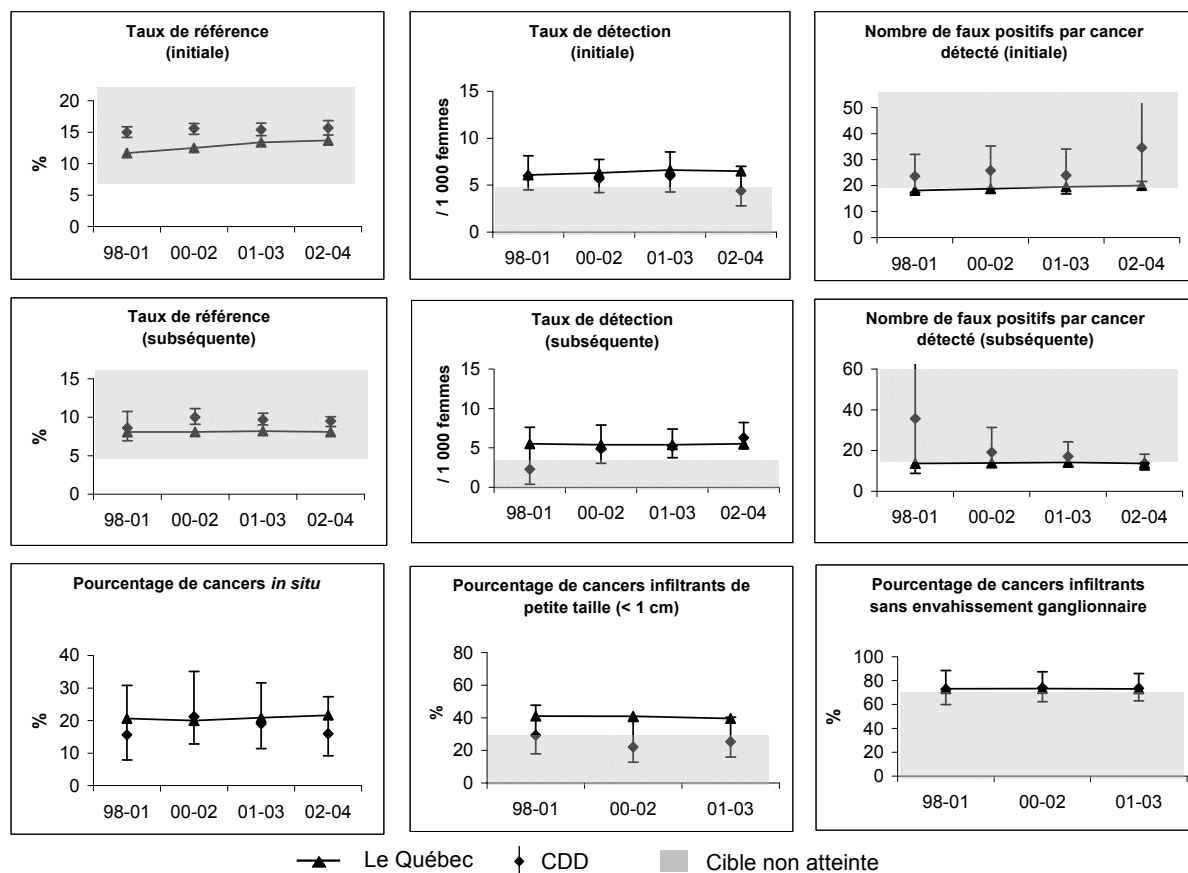 Taux de référence
(initiale)
20
15
10
5
0
%
98-01 00-02 01-03 02-04
Taux de détection
(initiale)
15
10
5
0
/ 1 000 femmes
98-01 00-02 01-03 02-04
Nombre de faux positifs par cancer
détecté (initiale)
50
40
30
20
10
0
98-01 00-02 01-03 02-04
Taux de référence
(subséquente)
15
10
5
0
%
98-01 00-02 01-03 02-04
Taux de détection
(subséquente)
15
10
5
0
/ 1 000 femmes
98-01 00-02 01-03 02-04
Nombre de faux positifs par cancer
détecté (subséquente)
60
40
20
0
98-01 00-02 01-03 02-04
Pourcentage de cancers in situ
40
30
20
10
0
%
98-01 00-02 01-03 02-04
Pourcentage de cancers infiltrants de
petite taille (< 1 cm)
80
60
40
20
0
%
98-01 00-02 01-03
Pourcentage de cancers infiltrants
sans envahissement ganglionnaire
100
80
60
40
20
0
%
98-01 00-02 01-03
Le Québec CDD Cible non atteinte